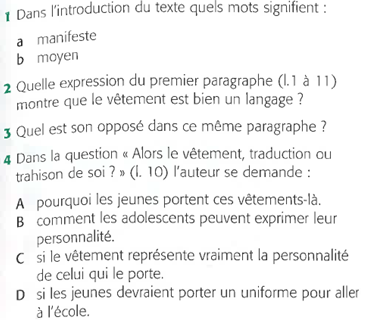 1 Dans l'introduction du texte quels mots signifient :
a manifeste
b moyen
2 Quelle expression du premier paragraphe (l.1 à 11)
montre que le vêtement est bien un langage ?
3 Quel est son opposé dans ce même paragraphe ?
4 Dans la question « Alors le vêtement, traduction ou
trahison de soi ? » (l. 10) l'auteur se demande :
A pourquoi les jeunes portent ces vêtements-là.
B comment les adolescents peuvent exprimer leur
personnalité.
C si le vêtement représente vraiment la personnalité
de celui qui le porte.
D si les jeunes devraient porter un uniforme pour aller
à l'école.